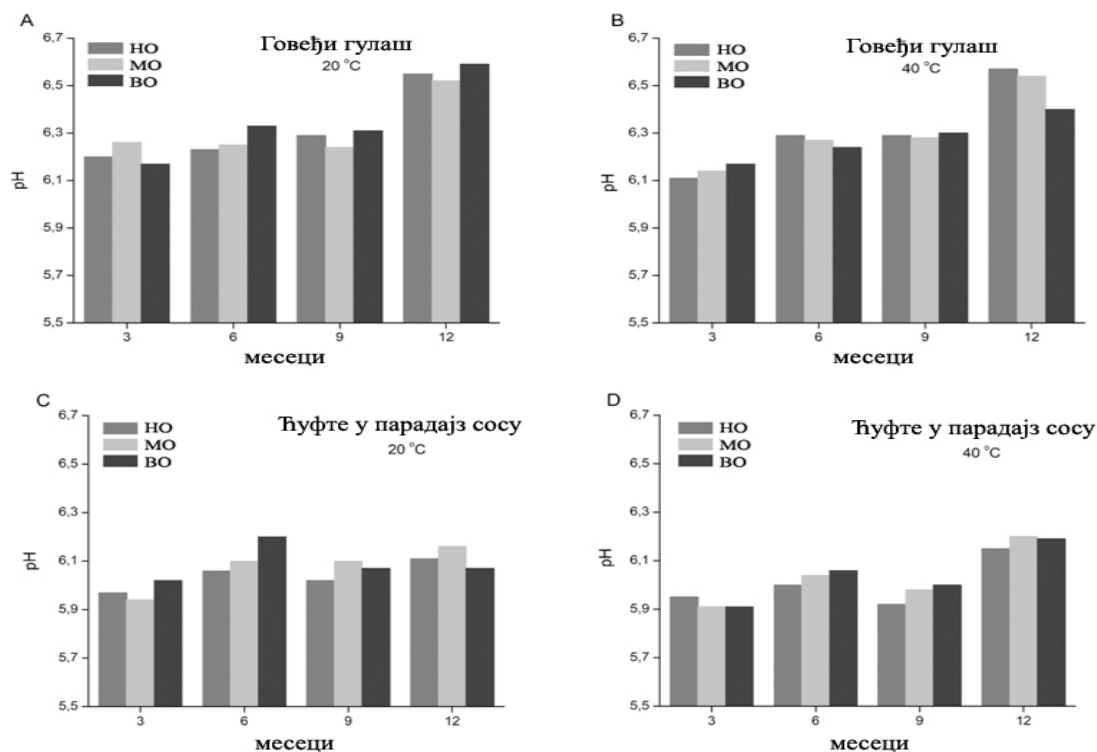 A
6,7
6,5
6,3
6,1
5,9
5,7
5,5
pH
НО
МО
ВО
Говеђи гулаш
20 °C
3 6 9 12
месеци
B
6,7
6,5
6,3
6,1
5,9
5,7
5,5
pH
НО
МО
ВО
Говеђи гулаш
40 °C
3 6 9 12
месеци
C
6,7
6,5
6,3
6,1
5,9
5,7
5,5
pH
НО
МО
ВО
Ћуфте у парадајз сосу
20 °C
3 6 9 12
месеци
D
6,7
6,5
6,3
6,1
5,9
5,7
5,5
pH
НО
МО
ВО
Ћуфте у парадајз сосу
40 °C
3 6 9 12
месеци